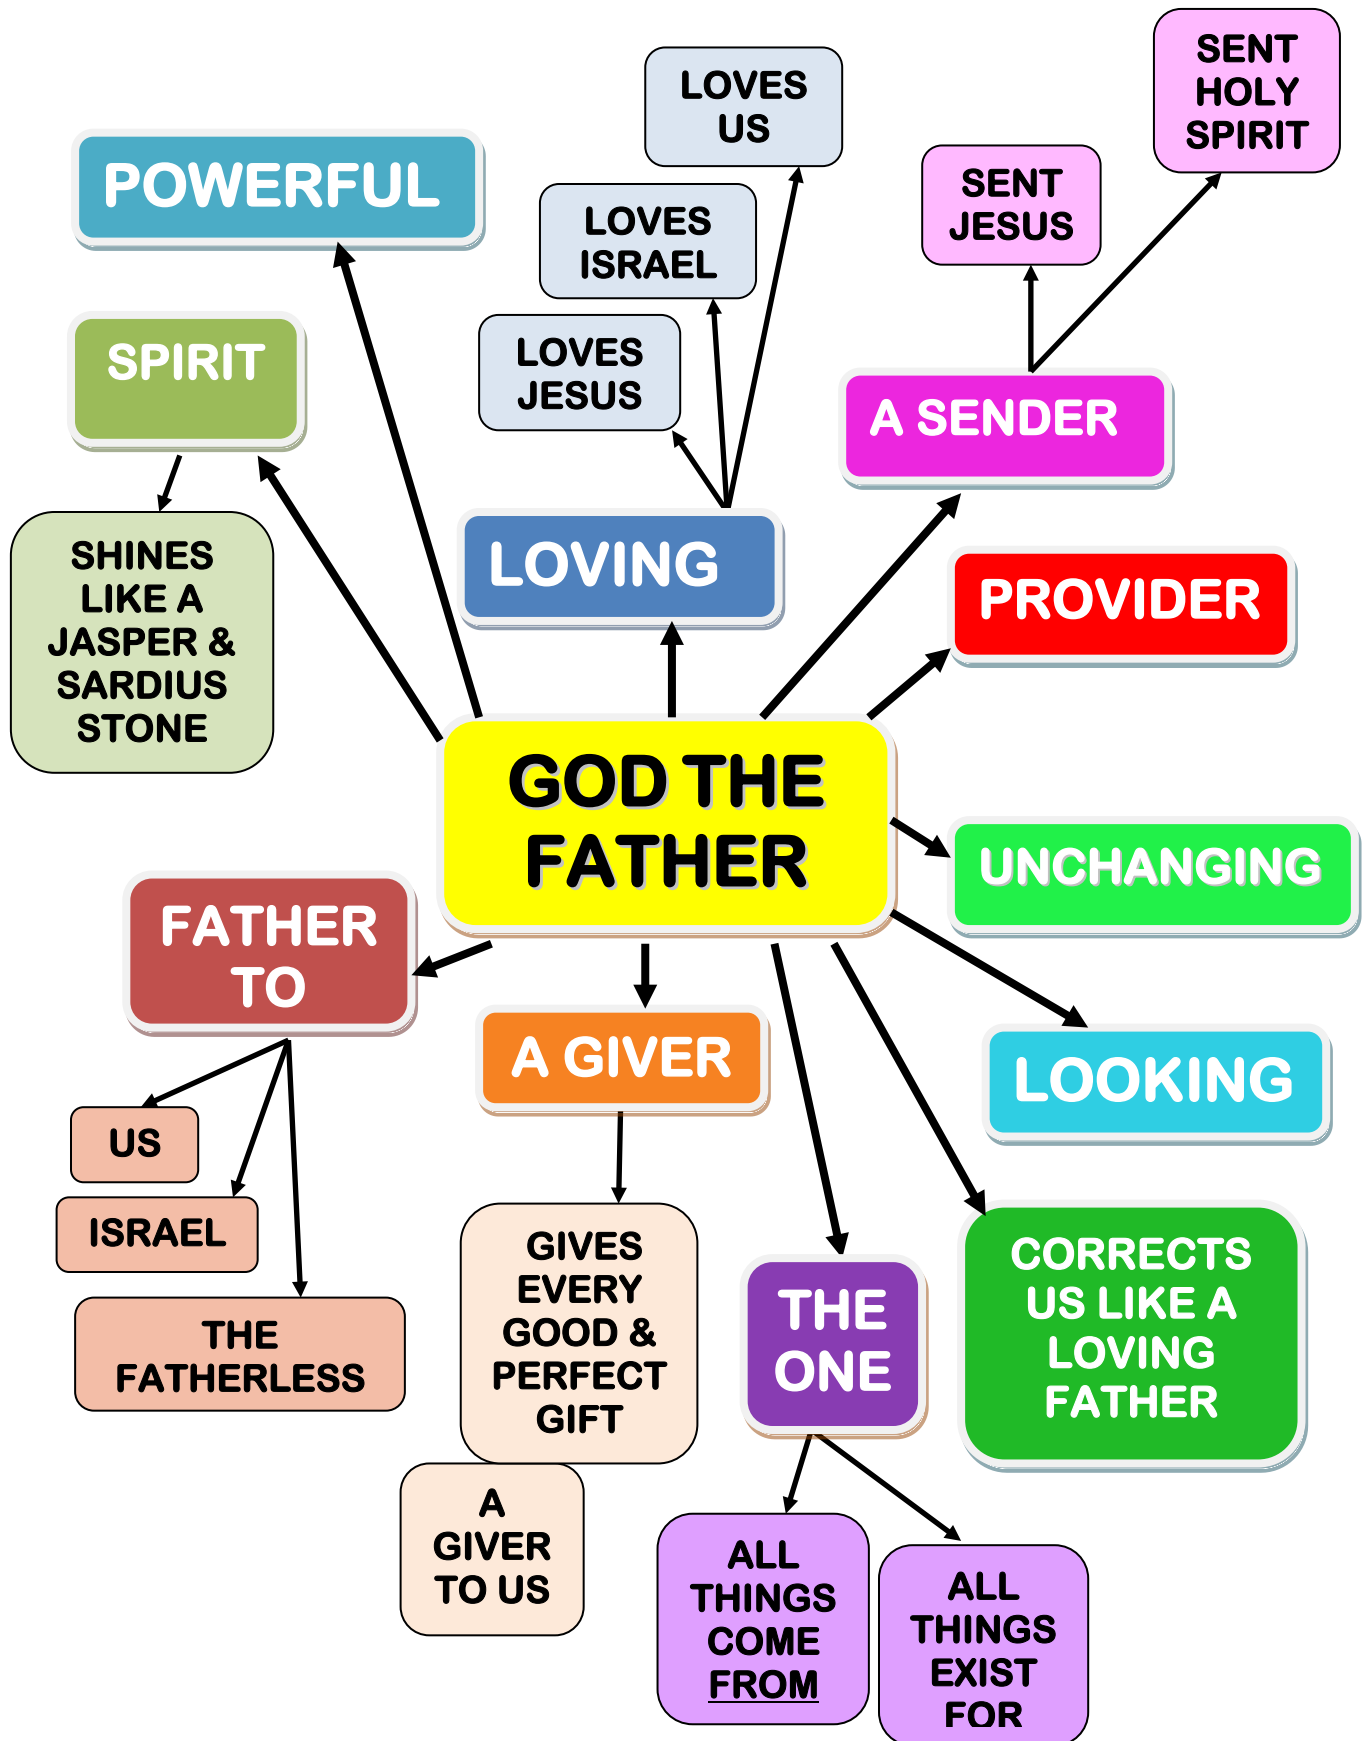 SENT
HOLY
SPIRIT
LOVES
US
POWERFUL
SENT
JESUS
LOVES
ISRAEL
SPIRIT
LOVES
JESUS
A SENDER
SHINES
LIKE A
JASPER &
SARDIUS
STONE
LOVING
PROVIDER
GOD THE
FATHER
UNCHANGING
FATHER
TO
A GIVER
LOOKING
US
ISRAEL
THE
FATHERLESS
GIVES
EVERY
GOOD &
PERFECT
GIFT
THE
ONE
CORRECTS
US LIKE A
LOVING
FATHER
A
GIVER
TO US
ALL
THINGS
COME
FROM
ALL
THINGS
EXIST
FOR